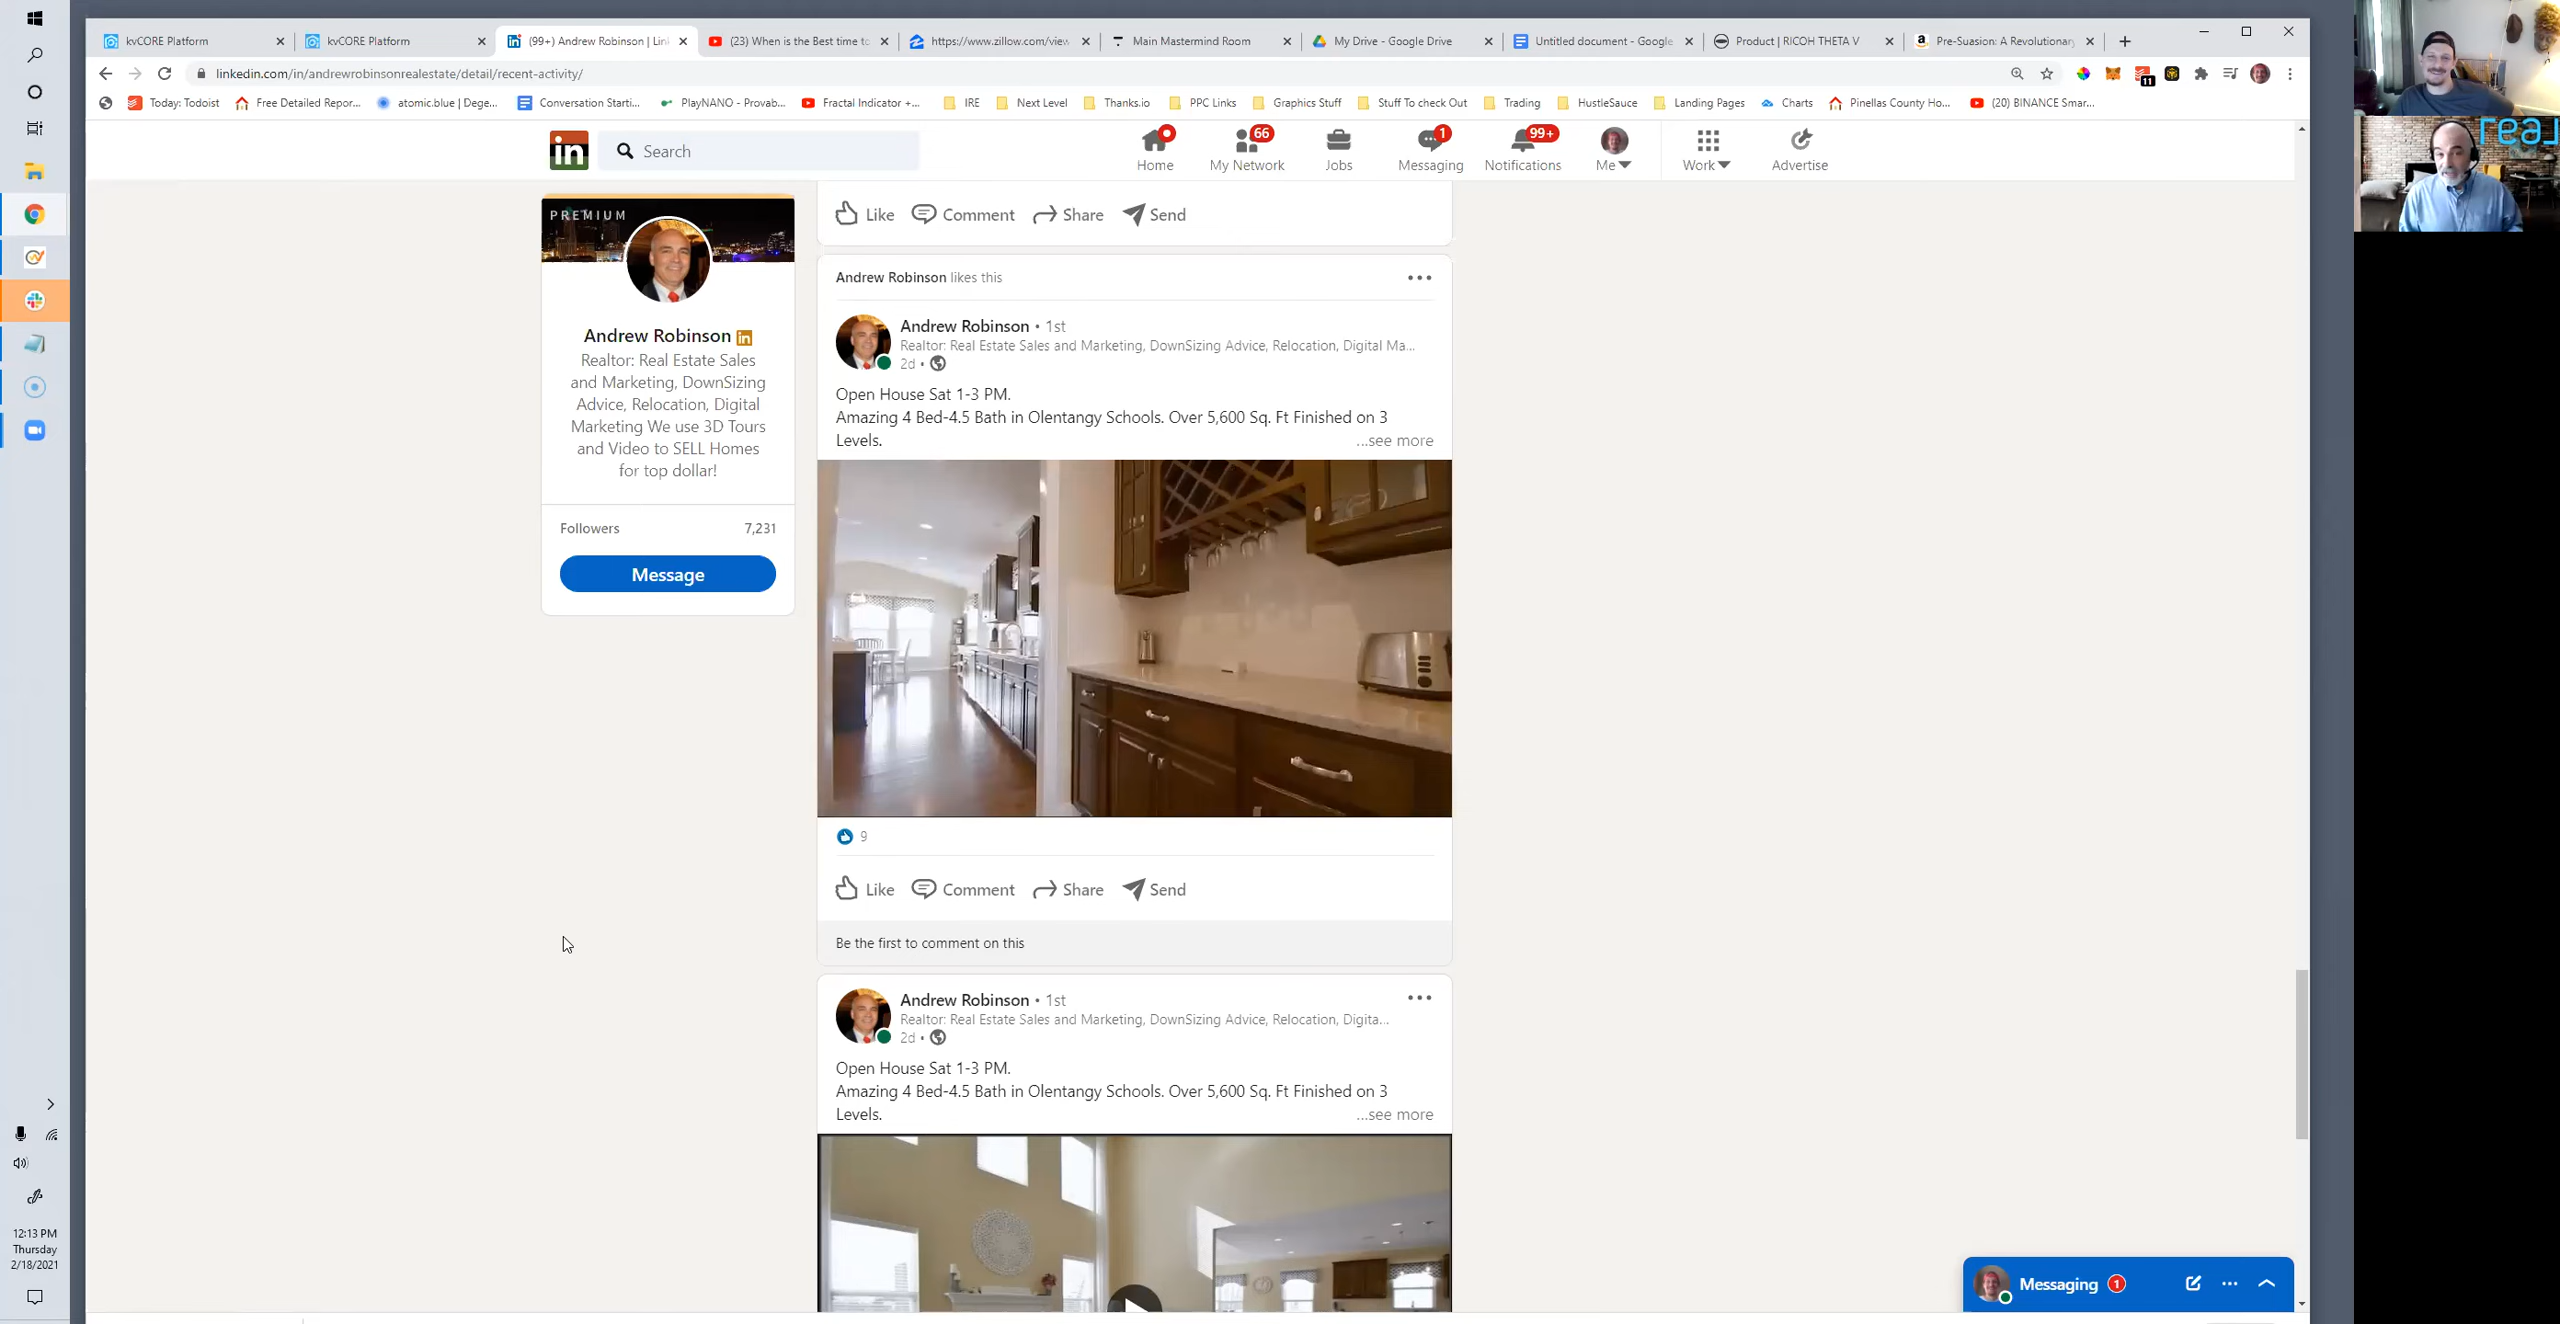 kvCORE Platform
kvCORE Platform
(99+) Andrew Robinson | Lin
(23) When is the Best time to
https://www.zillow.com/view
Main Mastermind Room
My Drive - Google Drive
Untitled document - Google
Product | RICOH THETA V
Pre-Suasion: A Revolutionary
linkedin.com/in/andrewrobinsonrealestate/detail/recent-activity/
11
Today: Todoist
Free Detailed Repor...
atomic.blue | Dege...
Conversation Starti...
PlayNANO - Provab...
Fractal Indicator +...
IRE
Next Level
Thanks.io
PPC Links
Graphics Stuff
Stuff To check Out
Trading
HustleSauce
Landing Pages
Charts
Pinellas County Ho...
(20) BINANCE Smar...
in
Search
Home
66
My Network
Jobs
1
Messaging
99+
Notifications
Me
Work
Advertise
PREMIUM
Andrew Robinson in
Realtor: Real Estate Sales
and Marketing, DownSizing
Advice, Relocation, Digital
Marketing We use 3D Tours
and Video to SELL Homes
for top dollar!
Followers 7,231
Message
Like Comment Share Send
Andrew Robinson likes this
Andrew Robinson • 1st
Realtor: Real Estate Sales and Marketing, DownSizing Advice, Relocation, Digital Ma...
2d •
Open House Sat 1-3 PM.
Amazing 4 Bed-4.5 Bath in Olentangy Schools. Over 5,600 Sq. Ft Finished on 3
Levels. ...see more
9
Like Comment Share Send
Be the first to comment on this
Andrew Robinson • 1st
Realtor: Real Estate Sales and Marketing, DownSizing Advice, Relocation, Digita...
2d •
Open House Sat 1-3 PM.
Amazing 4 Bed-4.5 Bath in Olentangy Schools. Over 5,600 Sq. Ft Finished on 3
Levels. ...see more
Messaging 1
12:13 PM
Thursday
2/18/2021
real